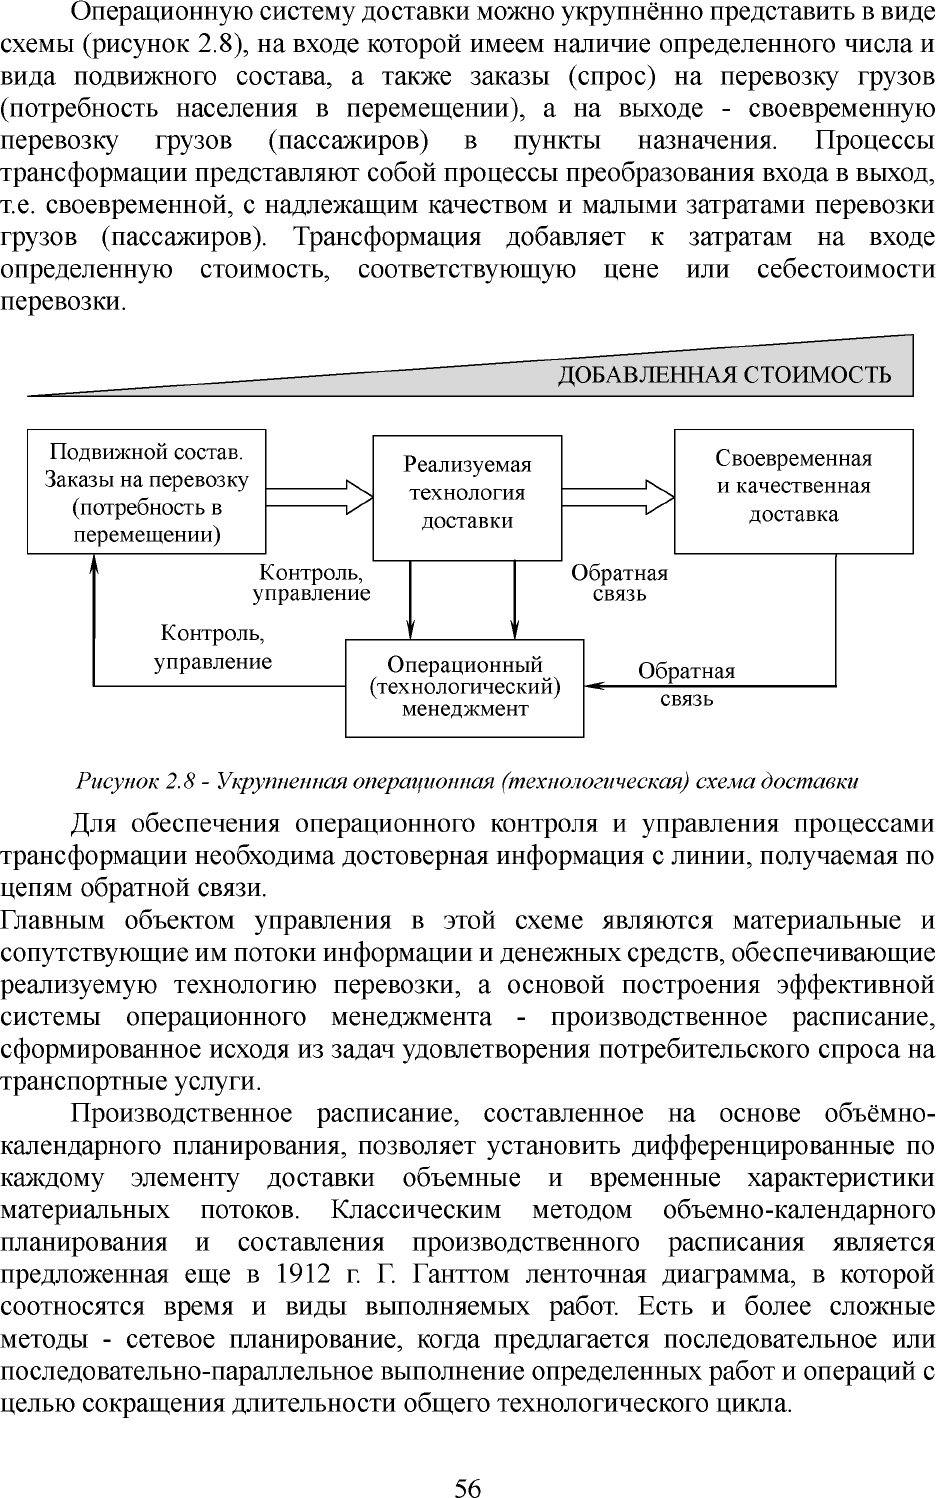 Операционную систему доставки можно укрупнённо представить в виде
схемы (рисунок 2.8), на входе которой имеем наличие определенного числа и
вида подвижного состава, а также заказы (спрос) на перевозку грузов
(потребность населения в перемещении), а на выходе - своевременную
перевозку грузов (пассажиров) в пункты назначения. Процессы
трансформации представляют собой процессы преобразования входа в выход,
т.е. своевременной, с надлежащим качеством и малыми затратами перевозки
грузов (пассажиров). Трансформация добавляет к затратам на входе
определенную стоимость, соответствующую цене или себестоимости
перевозки.
ДОБАВЛЕННАЯ СТОИМОСТЬ
Подвижной состав.
Заказы на перевозку
(потребность в
перемещении)
Реализуемая
технология
доставки
Своевременная
и качественная
доставка
Контроль,
управление
Обратная
связь
Контроль,
управление
Операционный
(технологический)
менеджмент
Обратная
связь
Рисунок 2.8 - Укрупненная операционная (технологическая) схема доставки
Для обеспечения операционного контроля и управления процессами
трансформации необходима достоверная информация с линии, получаемая по
цепям обратной связи.
Главным объектом управления в этой схеме являются материальные и
сопутствующие им потоки информации и денежных средств, обеспечивающие
реализуемую технологию перевозки, а основой построения эффективной
системы операционного менеджмента - производственное расписание,
сформированное исходя из задач удовлетворения потребительского спроса на
транспортные услуги.
Производственное расписание, составленное на основе объёмно-
календарного планирования, позволяет установить дифференцированные по
каждому элементу доставки объемные и временные характеристики
материальных потоков. Классическим методом объемно-календарного
планирования и составления производственного расписания является
предложенная еще в 1912 г. Г. Ганттом ленточная диаграмма, в которой
соотносятся время и виды выполняемых работ. Есть и более сложные
методы - сетевое планирование, когда предлагается последовательное или
последовательно-параллельное выполнение определенных работ и операций с
целью сокращения длительности общего технологического цикла.
56